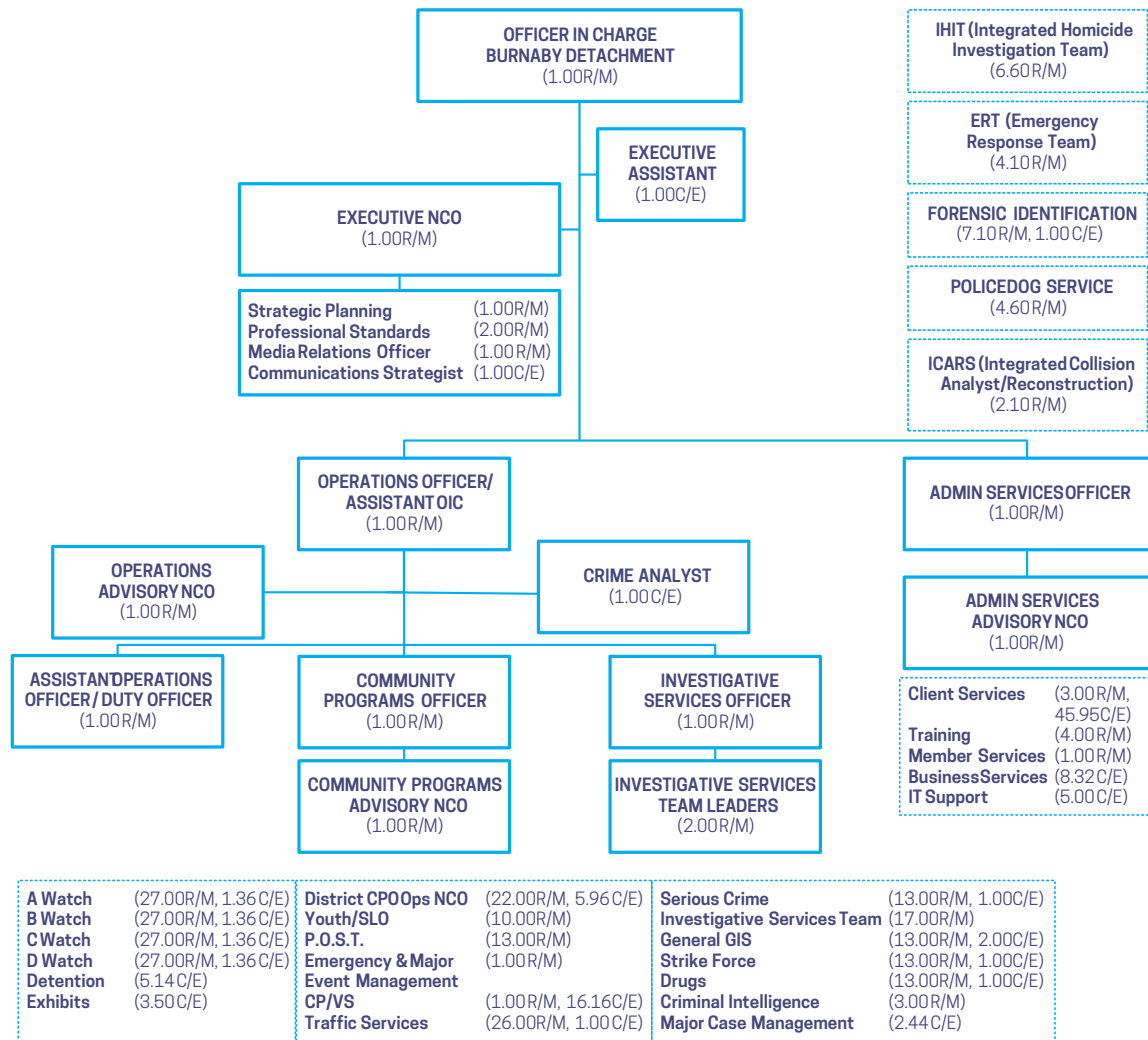 OFFICER IN CHARGE
BURNABY DETACHMENT
(1.00R/M)
IHIT (Integrated Homicide
Investigation Team)
(6.60R/M)
ERT (Emergency
Response Team)
(4.10R/M)
FORENSIC IDENTIFICATION
(7.10R/M, 1.00C/E)
POLICEDOG SERVICE
(4.60R/M)
ICARS (Integrated Collision
Analyst/Reconstruction)
(2.10R/M)
EXECUTIVE
ASSISTANT
(1.00C/E)
EXECUTIVE NCO
(1.00R/M)
Strategic Planning (1.00R/M)
Professional Standards (2.00R/M)
Media Relations Officer (1.00R/M)
Communications Strategist (1.00C/E)
OPERATIONS OFFICER/
ASSISTANT OIC
(1.00R/M)
ADMIN SERVICES OFFICER
(1.00R/M)
OPERATIONS
ADVISORY NCO
(1.00R/M)
CRIME ANALYST
(1.00C/E)
ADMIN SERVICES
ADVISORY NCO
(1.00R/M)
ASSISTANTOPERATIONS
OFFICER/ DUTY OFFICER
(1.00R/M)
COMMUNITY
PROGRAMS OFFICER
(1.00R/M)
INVESTIGATIVE
SERVICES OFFICER
(1.00R/M)
COMMUNITY PROGRAMS
ADVISORY NCO
(1.00R/M)
INVESTIGATIVE SERVICES
TEAM LEADERS
(2.00R/M)
Client Services (3.00R/M,
45.95C/E)
Training (4.00R/M)
Member Services (1.00R/M)
Business Services (8.32C/E)
IT Support (5.00C/E)
A Watch (27.00R/M, 1.36C/E)
B Watch (27.00R/M, 1.36C/E)
C Watch (27.00R/M, 1.36C/E)
D Watch (27.00R/M, 1.36C/E)
Detention (5.14C/E)
Exhibits (3.50C/E)
District CPO Ops NCO (22.00R/M, 5.96C/E)
Youth/SLO (10.00R/M)
P.O.S.T. (13.00R/M)
Emergency & Major (1.00R/M)
Event Management
CP/VS (1.00R/M, 16.16C/E)
Traffic Services (26.00R/M, 1.00C/E)
Serious Crime (13.00R/M, 1.00C/E)
Investigative Services Team (17.00R/M)
General GIS (13.00R/M, 2.00C/E)
Strike Force (13.00R/M, 1.00C/E)
Drugs (13.00R/M, 1.00C/E)
Criminal Intelligence (3.00R/M)
Major Case Management (2.44C/E)